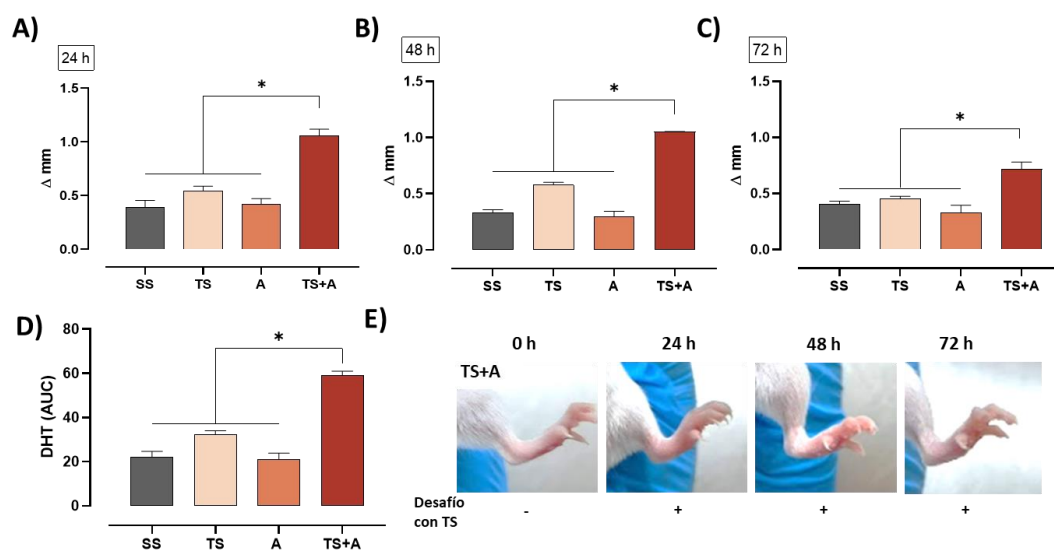 A)
24 h
*
1.5
1.0
0.5
0.0
Δ mm
SS TS A TS+A
B)
48 h
*
1.5
1.0
0.5
0.0
Δ mm
SS TS A TS+A
C)
72 h
*
1.5
1.0
0.5
0.0
Δ mm
SS TS A TS+A
D)
*
80
60
40
20
0
DHT (AUC)
SS TS A TS+A
E)
0 h 24 h 48 h 72 h
TS+A
Desafío
con TS
- + + +